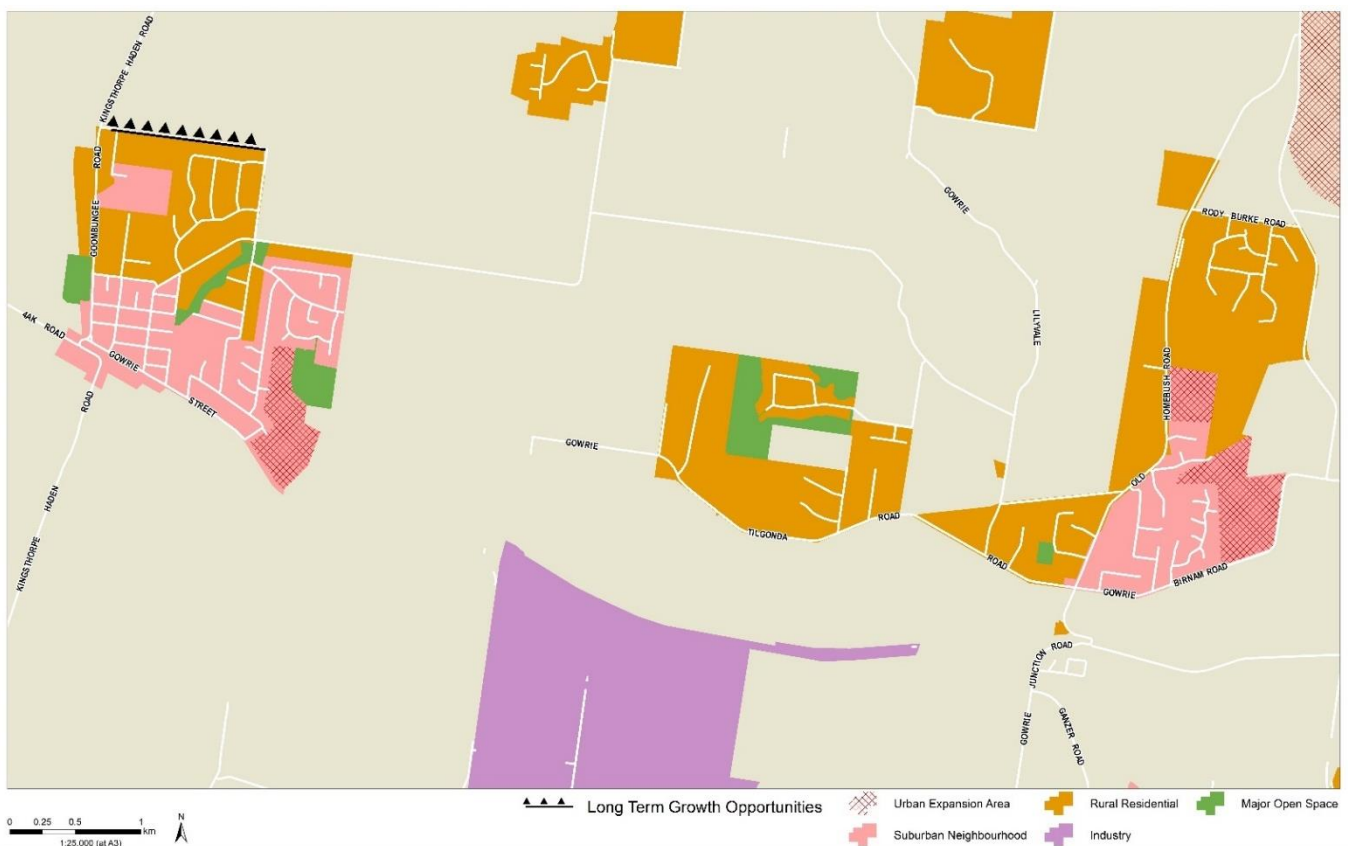 KINGSTHORPE HADEN ROAD
GOOMBUNGEE ROAD
4AK ROAD
GOWRIE STREET
KINGSTHORPE HADEN ROAD
GOWRIE
TILGONDA
ROAD
GOWRIE
LILYVALE
ROAD
RODY BURKE ROAD
HOMEBUSH ROAD
OLD
GOWRIE
BIRNAM ROAD
JUNCTION ROAD
GOWRIE
GANZER ROAD
0 0.25 0.5 1
km
1:25,000 (at A3)
N
Long Term Growth Opportunities
Urban Expansion Area
Rural Residential
Major Open Space
Suburban Neighbourhood
Industry